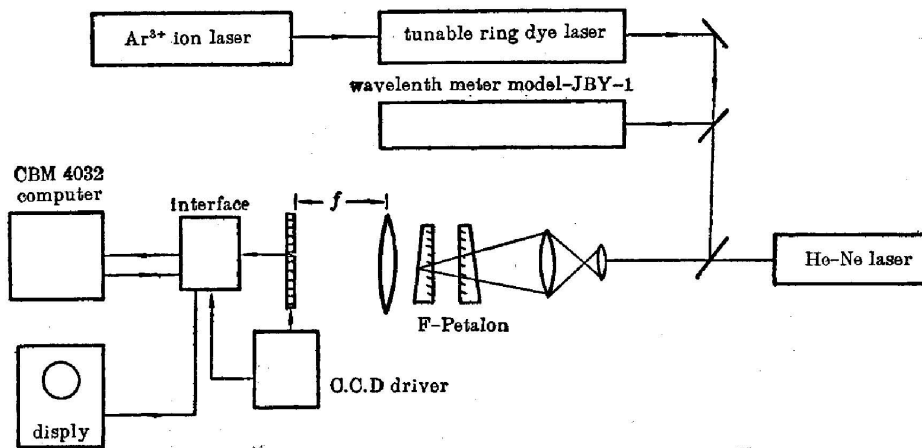 Ar³⁺ ion laser
tunable ring dye laser
wavelenth meter model-JBY-1
CBM 4032
computer
interface
f
He-Ne laser
F-Petalon
C.C.D driver
disply